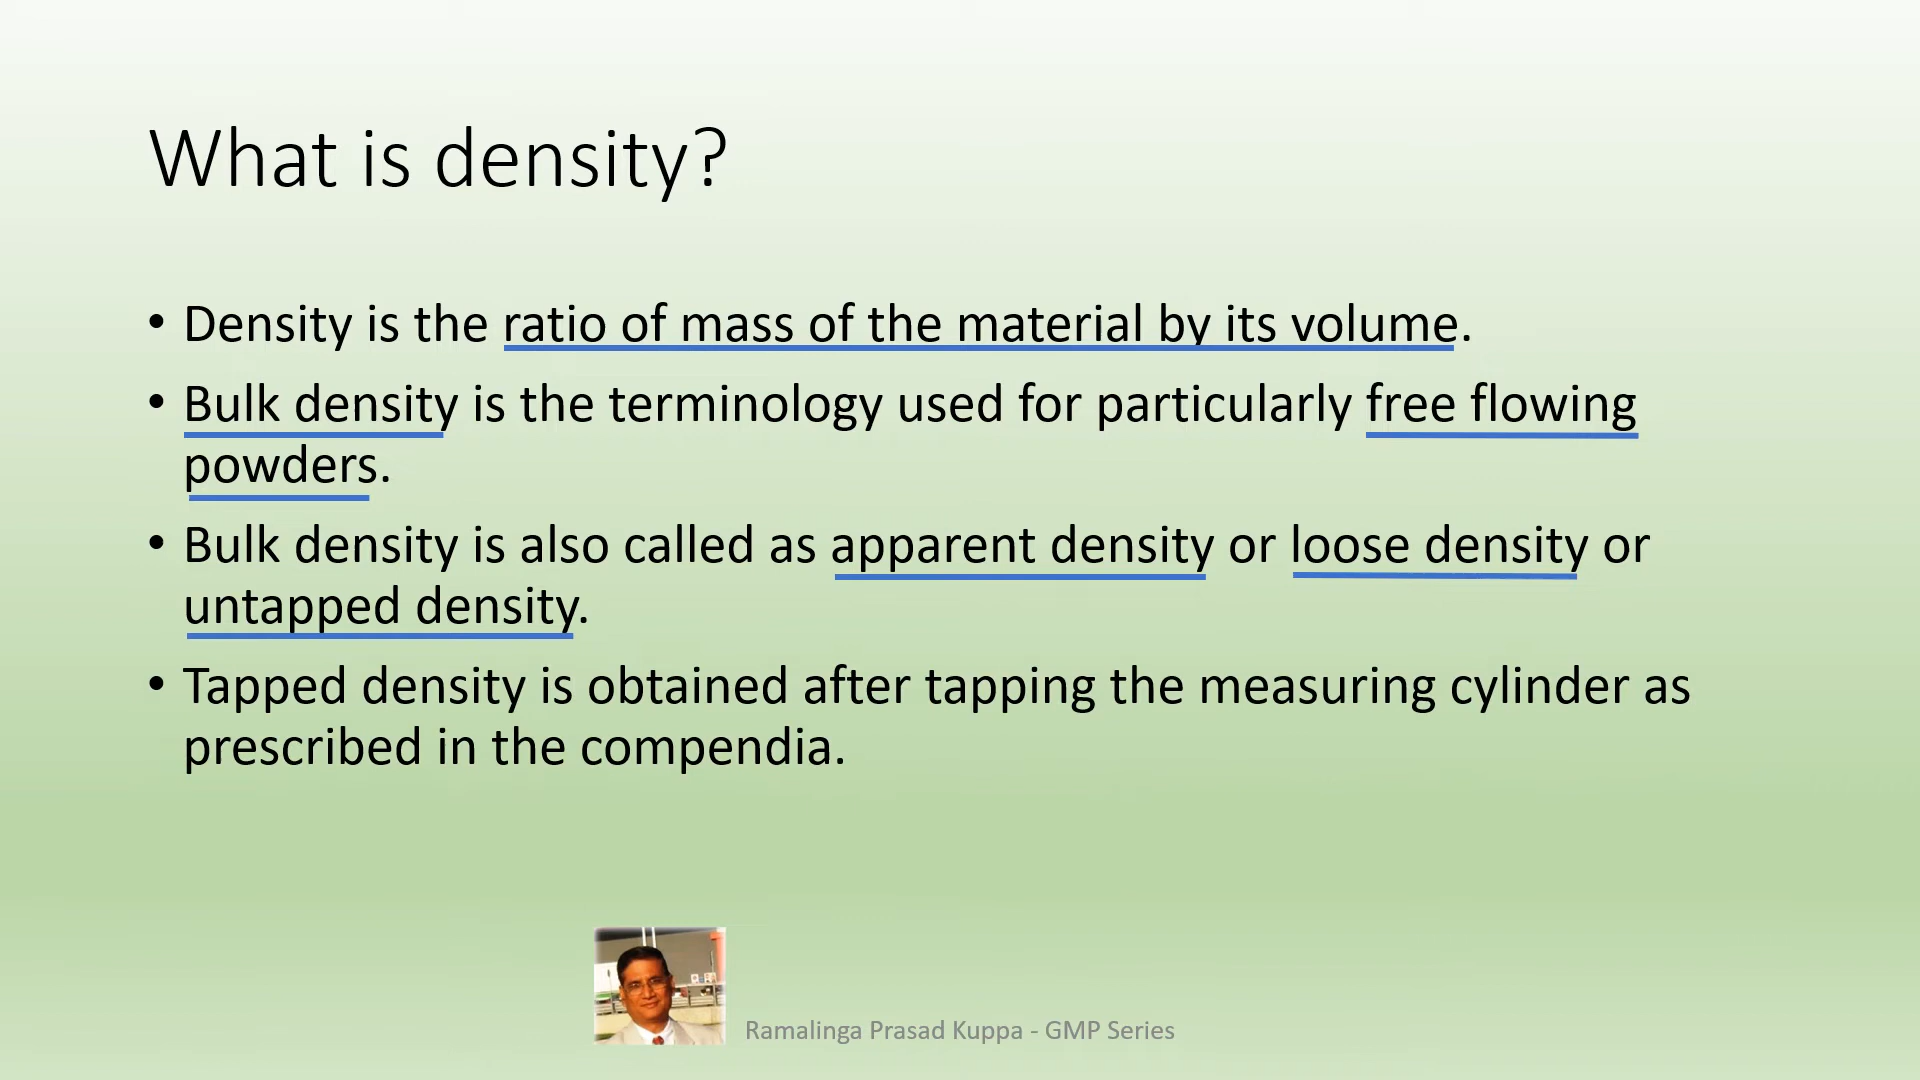 What is density?
• Density is the ratio of mass of the material by its volume.
• Bulk density is the terminology used for particularly free flowing
powders.
• Bulk density is also called as apparent density or loose density or
untapped density.
• Tapped density is obtained after tapping the measuring cylinder as
prescribed in the compendia.
Ramalinga Prasad Kuppa - GMP Series